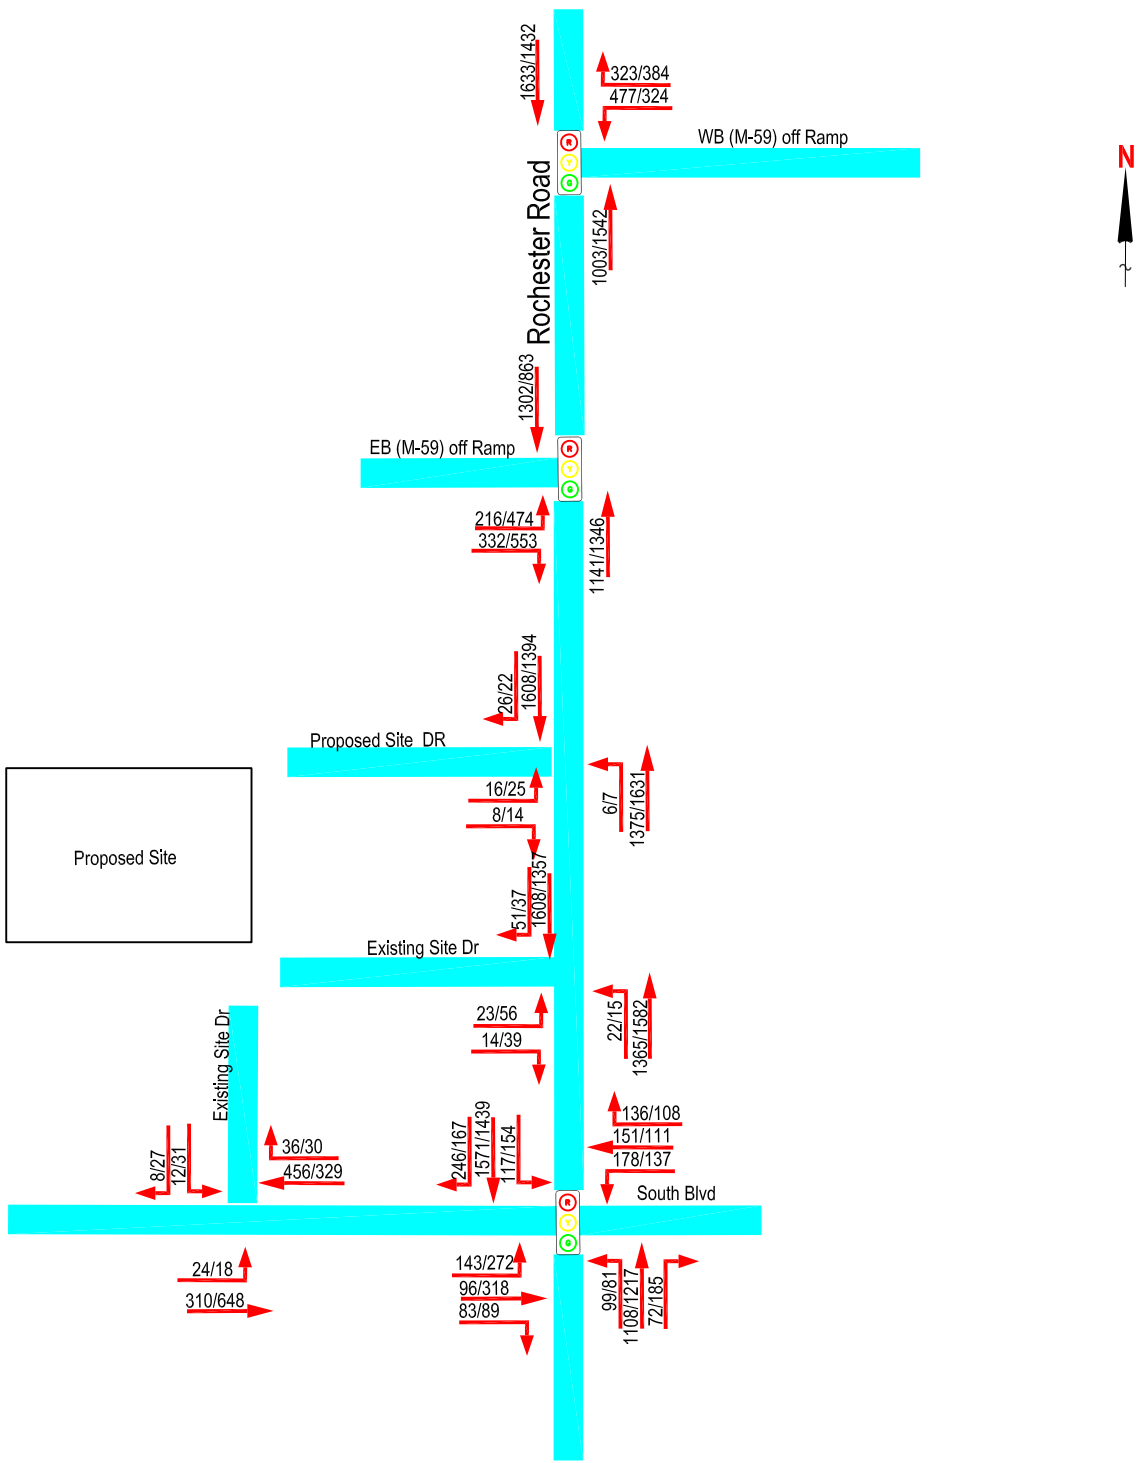 1633/1432
323/384
477/324
R
Y
G
WB (M-59) off Ramp
N
Rochester Road
1003/1542
1302/863
EB (M-59) off Ramp
R
Y
G
216/474
332/553
1141/1346
26/22
1608/1394
Proposed Site DR
16/25
8/14
6/7
1375/1631
Proposed Site
51/37
1608/1357
Existing Site Dr
23/56
14/39
22/15
1365/1582
Existing Site Dr
8/27
12/31
36/30
456/329
246/167
1571/1439
117/154
136/108
151/111
178/137
South Blvd
R
Y
G
24/18
310/648
143/272
96/318
83/89
99/81
1108/1217
72/185